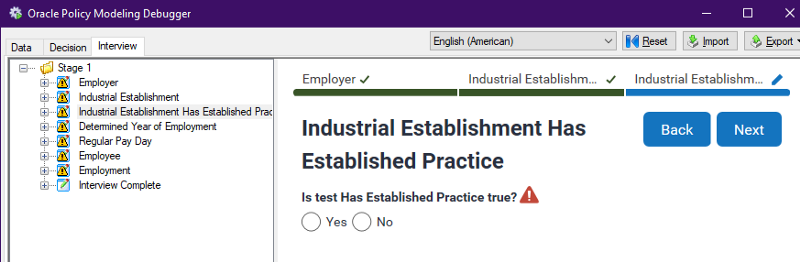 Oracle Policy Modeling Debugger
Data Decision Interview
English (American) Reset Import Export
Stage 1
Employer
Industrial Establishment
Industrial Establishment Has Established Prac
Determined Year of Employment
Regular Pay Day
Employee
Employment
Interview Complete
Employer Industrial Establishm... Industrial Establishm...
Industrial Establishment Has
Established Practice
Back Next
Is test Has Established Practice true?
Yes No